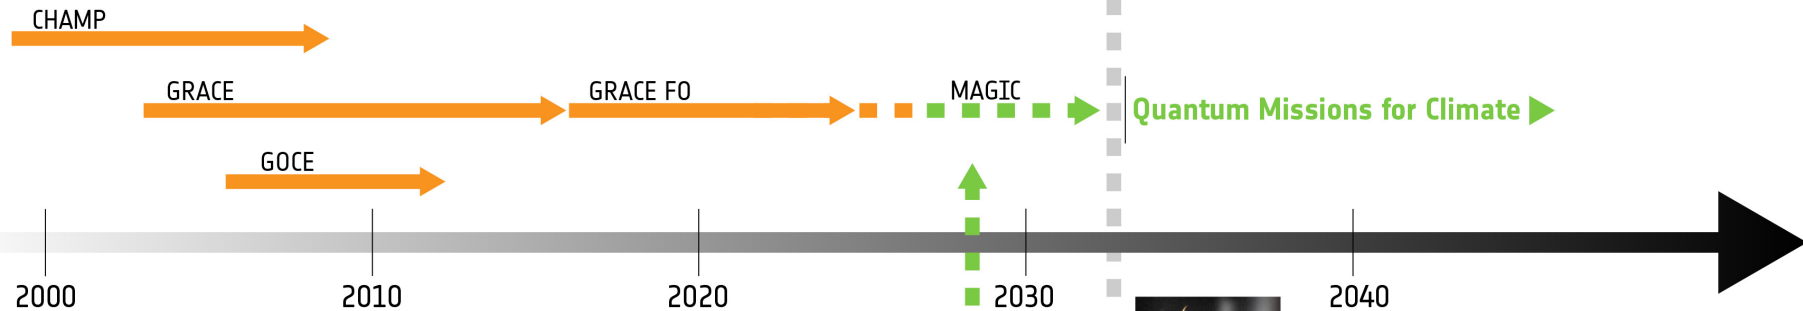 CHAMP
GRACE
GRACE FO
MAGIC
Quantum Missions for Climate
GOCE
2000
2010
2020
2030
2040